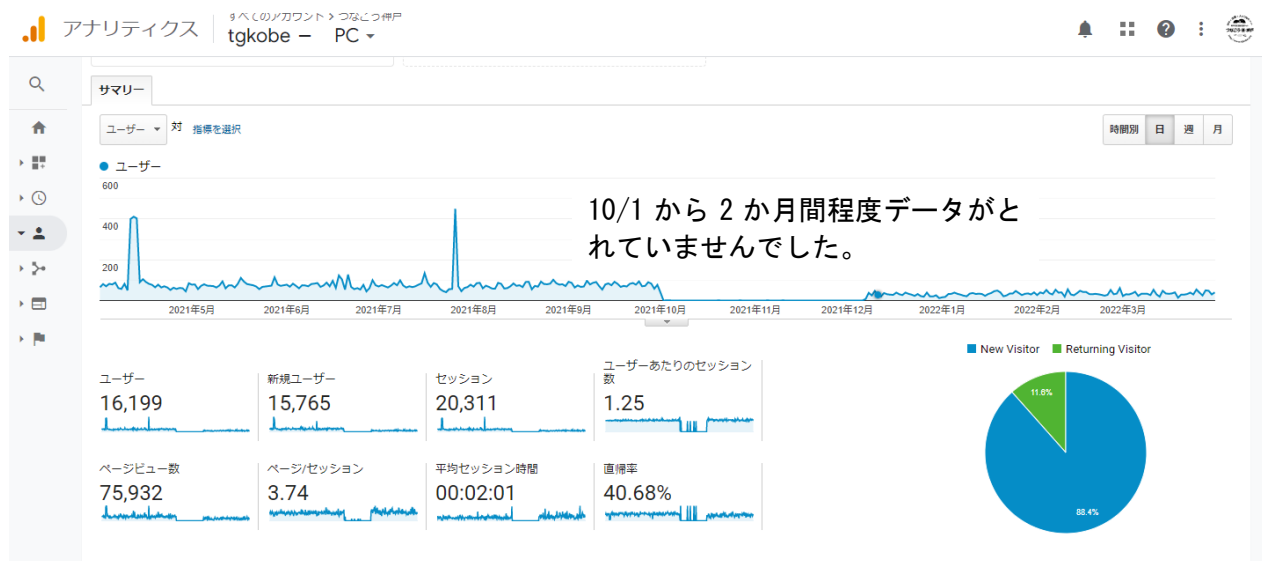 すべてのアカウント > つなごう神戸
アナリティクス
tgkobe – PC
サマリー
ユーザー 対 指標を選択
時間別 日 週 月
ユーザー
600
400
200
10/1 から 2 か月間程度データがと
れていませんでした。
2021年5月 2021年6月 2021年7月 2021年8月 2021年9月 2021年10月 2021年11月 2021年12月 2022年1月 2022年2月 2022年3月
New Visitor Returning Visitor
ユーザー
16,199
新規ユーザー
15,765
セッション
20,311
ユーザーあたりのセッション
数
1.25
11.6%
88.4%
ページビュー数
75,932
ページ/セッション
3.74
平均セッション時間
00:02:01
直帰率
40.68%